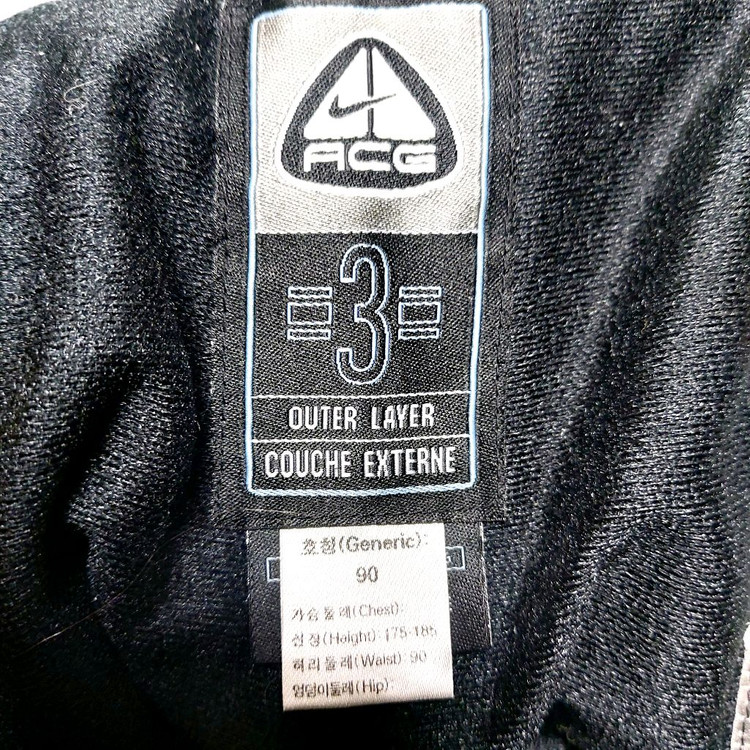 ACG
3
OUTER LAYER
COUCHE EXTERNE
호칭(Generic):
90
가슴둘레(Chest):
신장(Height): 175-185
허리둘레(Waist): 90
엉덩이둘레(Hip):